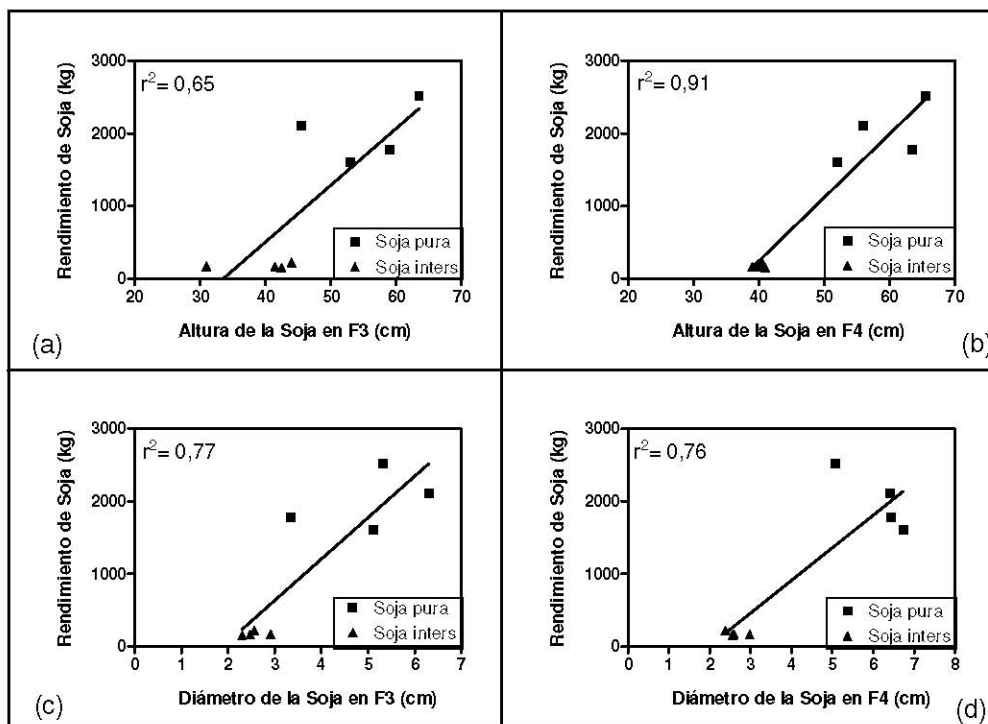 Rendimiento de Soja (kg)
3000
2000
1000
0
r²= 0,65
Soja pura
Soja inters
20 30 40 50 60 70
Altura de la Soja en F3 (cm)
(a)
Rendimiento de Soja (kg)
3000
2000
1000
0
r²= 0,91
Soja pura
Soja inters
20 30 40 50 60 70
Altura de la Soja en F4 (cm)
(b)
Rendimiento de Soja (kg)
3000
2000
1000
0
r²= 0,77
Soja pura
Soja inters
0 1 2 3 4 5 6 7
Diámetro de la Soja en F3 (cm)
(c)
Rendimiento de Soja (kg)
3000
2000
1000
0
r²= 0,76
Soja pura
Soja inters
0 1 2 3 4 5 6 7 8
Diámetro de la Soja en F4 (cm)
(d)